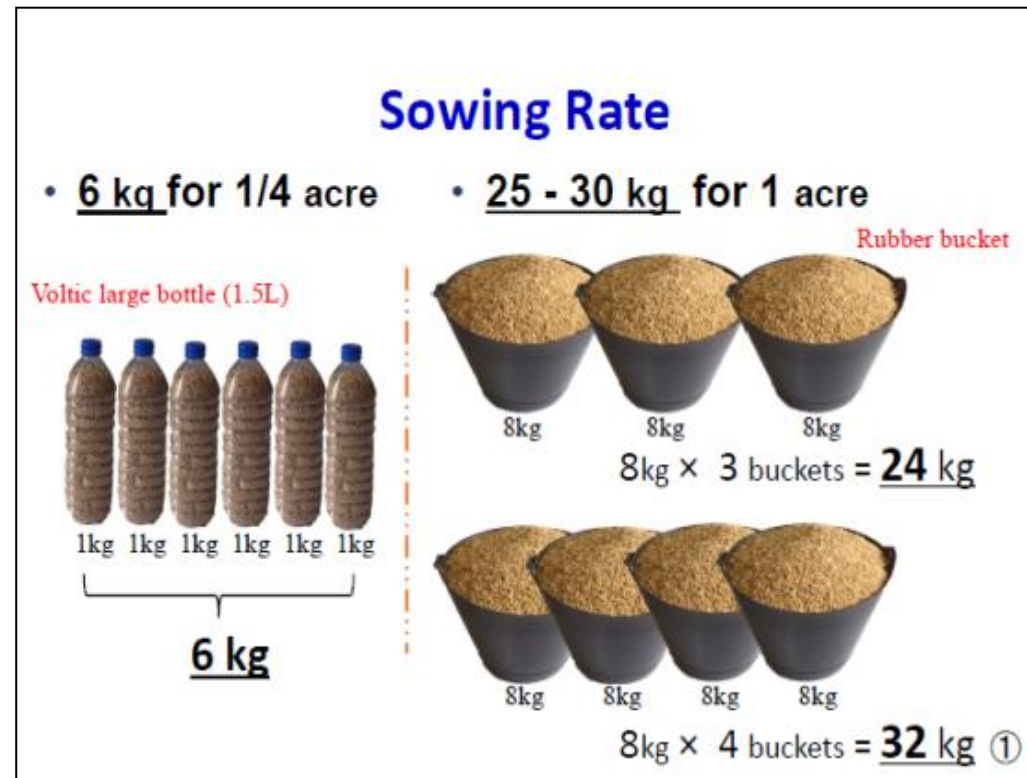 Sowing Rate
• 6 kg for 1/4 acre
Voltic large bottle (1.5L)
1kg 1kg 1kg 1kg 1kg 1kg
6 kg
• 25 - 30 kg for 1 acre
Rubber bucket
8kg 8kg 8kg
8kg × 3 buckets = 24 kg
8kg 8kg 8kg 8kg
8kg × 4 buckets = 32 kg ①